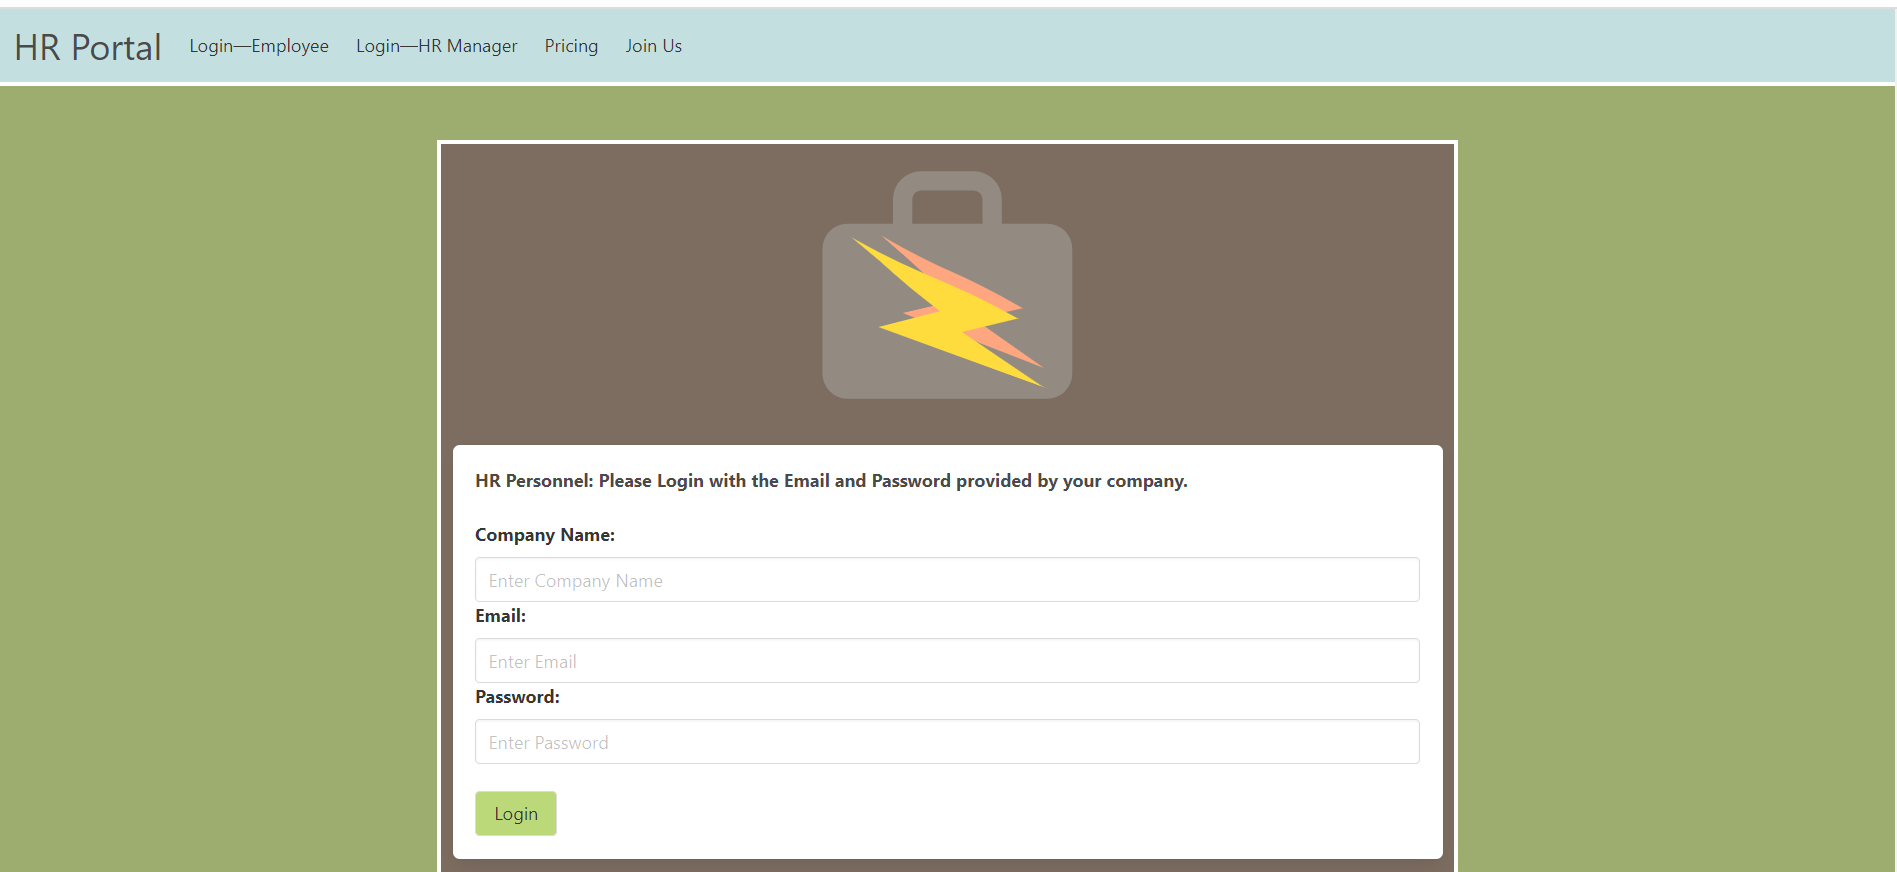 HR Portal Login—Employee Login—HR Manager Pricing Join Us
HR Personnel: Please Login with the Email and Password provided by your company.
Company Name:
Enter Company Name
Email:
Enter Email
Password:
Enter Password
Login